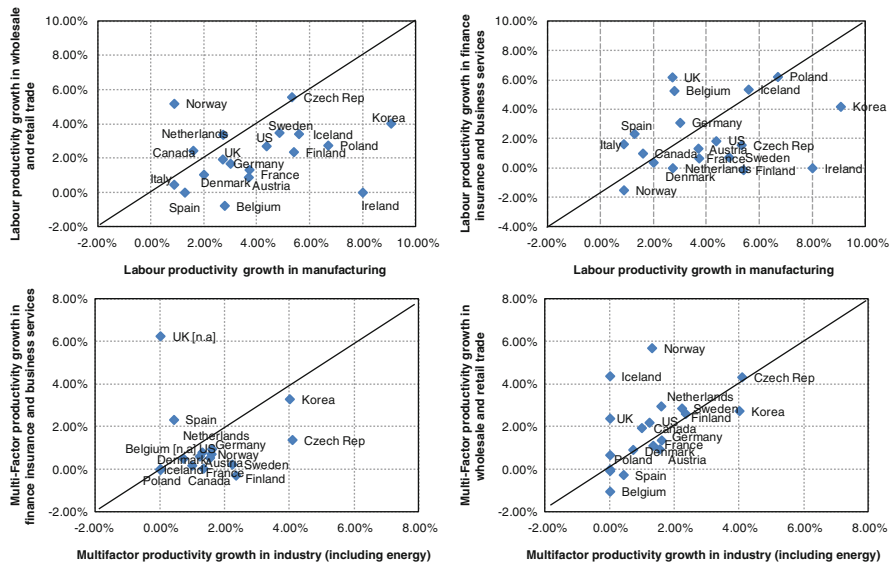 Labour productivity growth in wholesale
and retail trade
10.00%
8.00%
6.00%
4.00%
2.00%
0.00%
-2.00%
Norway
Czech Rep
Korea
Netherlands
Sweden
Iceland
Canada
US
Poland
UK
Finland
Germany
France
Italy
Denmark
Austria
Spain
Belgium
Ireland
-2.00% 0.00% 2.00% 4.00% 6.00% 8.00% 10.00%
Labour productivity growth in manufacturing
Labour productivity growth in finance
insurance and business services
10.00%
8.00%
6.00%
4.00%
2.00%
0.00%
-2.00%
-4.00%
UK
Poland
Belgium
Iceland
Korea
Germany
Spain
Italy
US
Czech Rep
Canada
Austria
France
Sweden
Denmark
Netherlands
Finland
Ireland
Norway
-2.00% 0.00% 2.00% 4.00% 6.00% 8.00% 10.00%
Labour productivity growth in manufacturing
Multi-Factor productivity growth in
finance insurance and business services
8.00%
6.00%
4.00%
2.00%
0.00%
-2.00%
UK [n.a]
Korea
Spain
Netherlands
Czech Rep
Belgium [n.a]
US
Germany
Denmark
Norway
Iceland
Austria
Sweden
France
Poland
Canada
Finland
-2.00% 0.00% 2.00% 4.00% 6.00% 8.00%
Multifactor productivity growth in industry (including energy)
Multi-Factor productivity growth in
wholesale and retail trade
8.00%
6.00%
4.00%
2.00%
0.00%
-2.00%
Norway
Iceland
Czech Rep
Netherlands
Sweden
Korea
UK
US
Finland
Canada
Germany
France
Denmark
Poland
Austria
Spain
Belgium
-2.00% 0.00% 2.00% 4.00% 6.00% 8.00%
Multifactor productivity growth in industry (including energy)